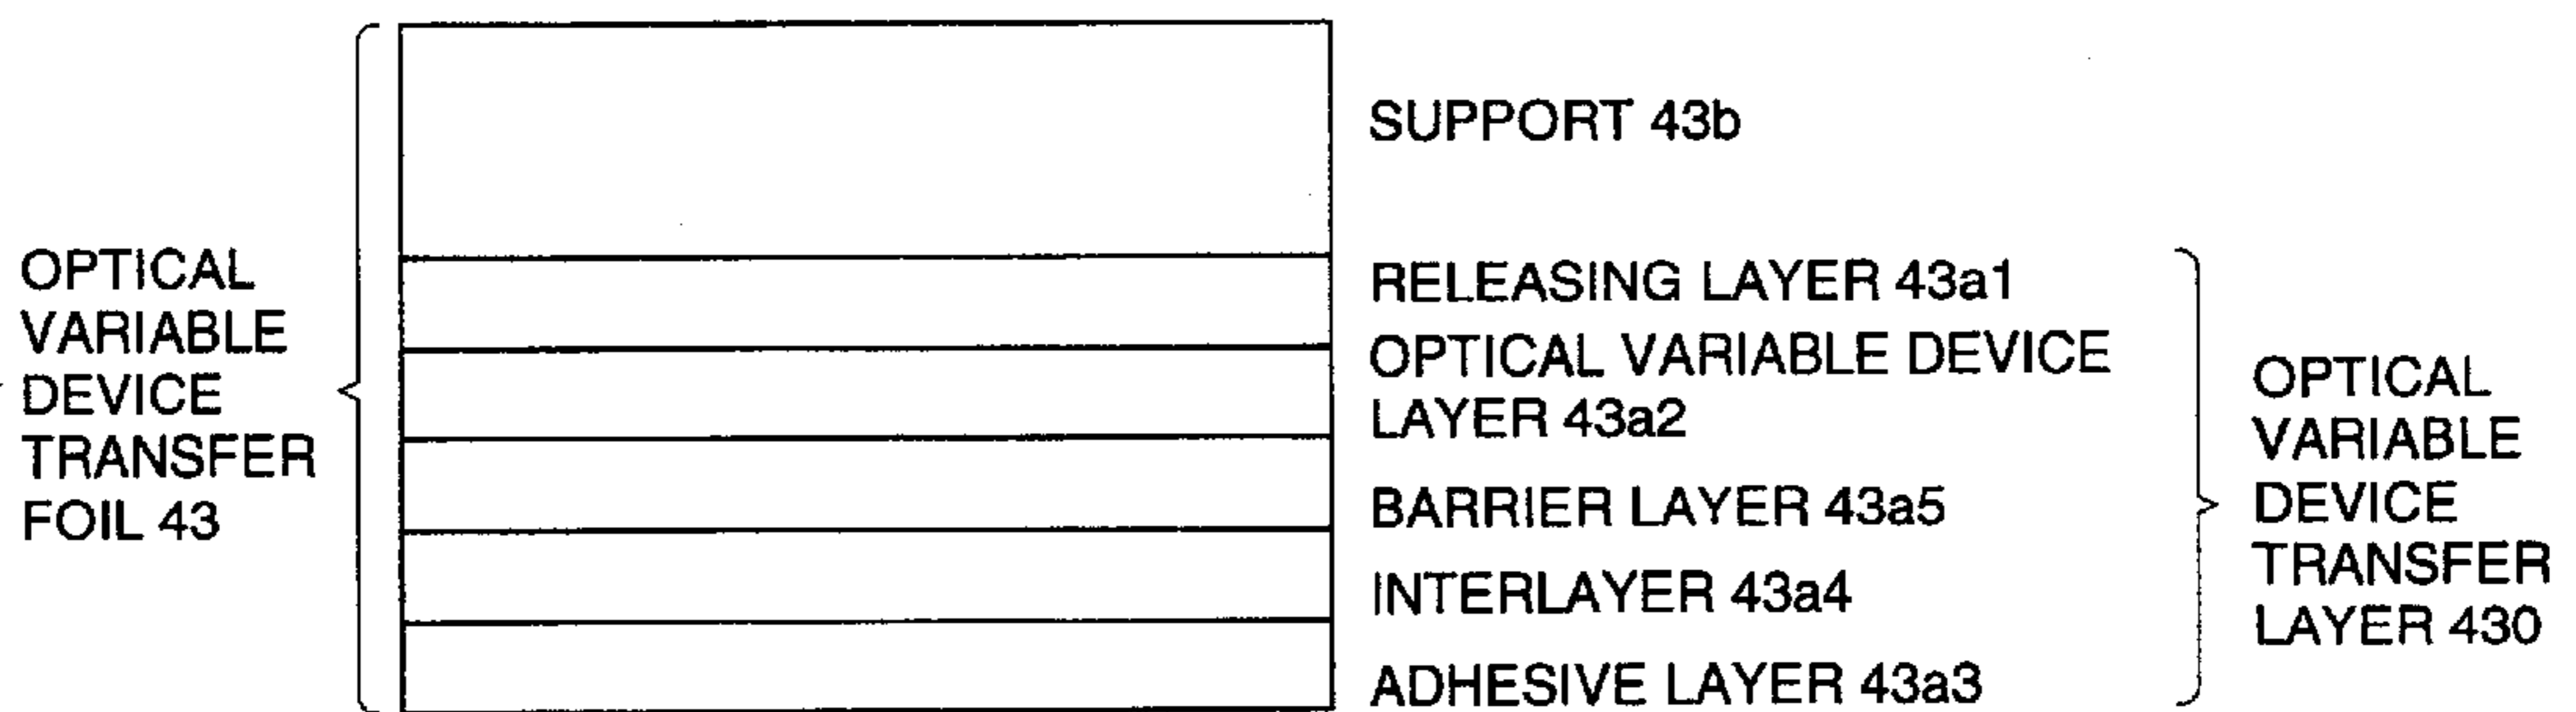 OPTICAL
VARIABLE
DEVICE
TRANSFER
FOIL 43
SUPPORT 43b
RELEASING LAYER 43a1
OPTICAL VARIABLE DEVICE
LAYER 43a2
BARRIER LAYER 43a5
INTERLAYER 43a4
ADHESIVE LAYER 43a3
OPTICAL
VARIABLE
DEVICE
TRANSFER
LAYER 430